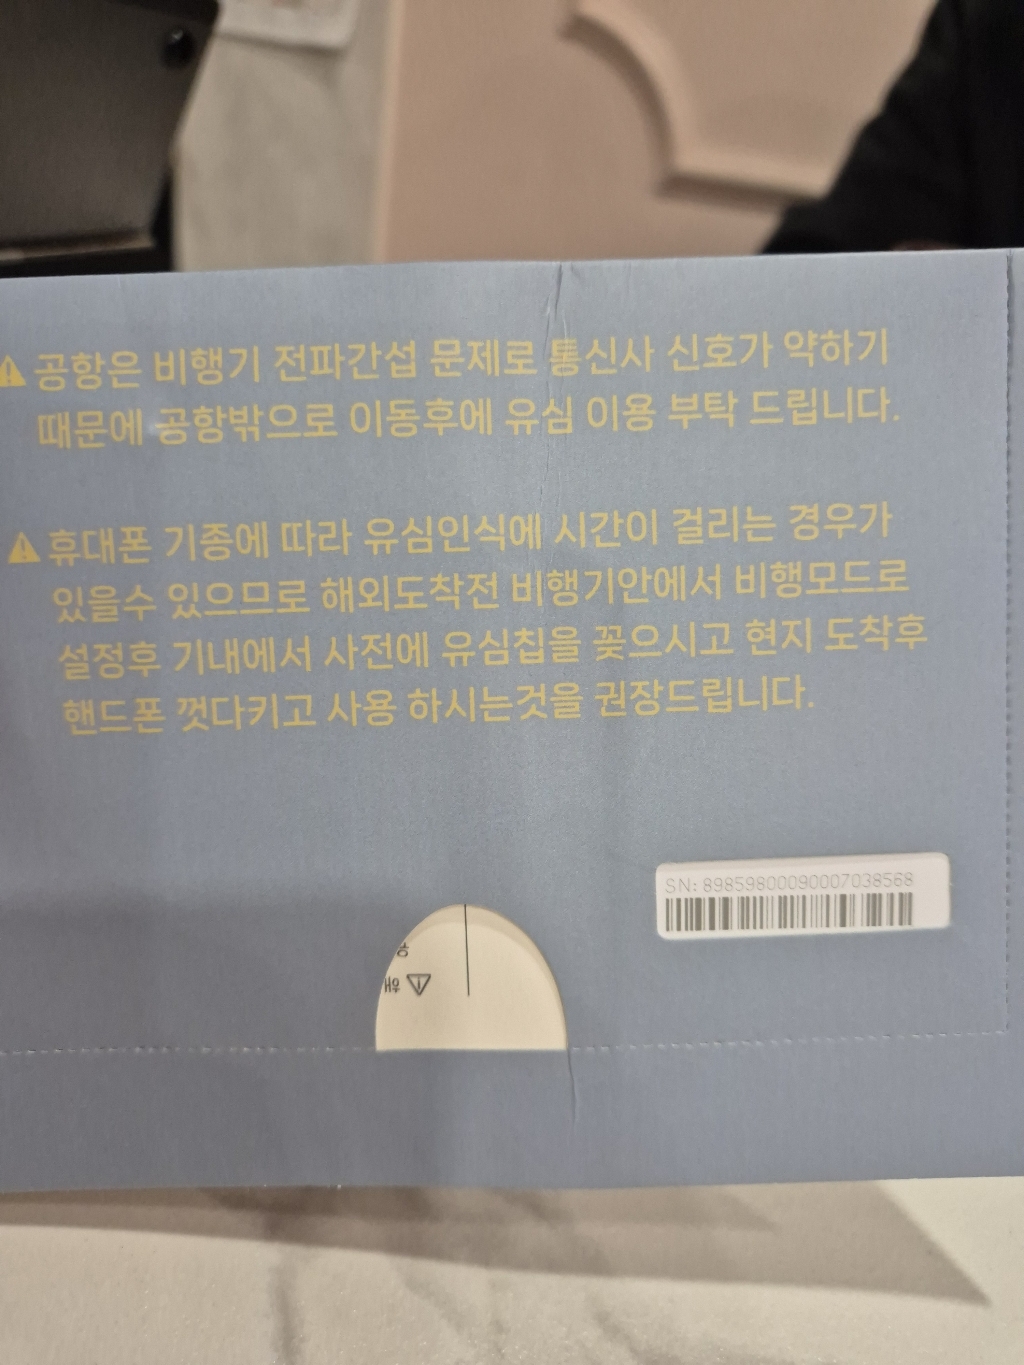 ⚠ 공항은 비행기 전파간섭 문제로 통신사 신호가 약하기
때문에 공항밖으로 이동후에 유심 이용 부탁 드립니다.
⚠ 휴대폰 기종에 따라 유심인식에 시간이 걸리는 경우가
있을수 있으므로 해외도착전 비행기안에서 비행모드로
설정후 기내에서 사전에 유심칩을 꽂으시고 현지 도착후
핸드폰 껏다키고 사용 하시는것을 권장드립니다.
SN: 89859800090007038568
⚠ 해